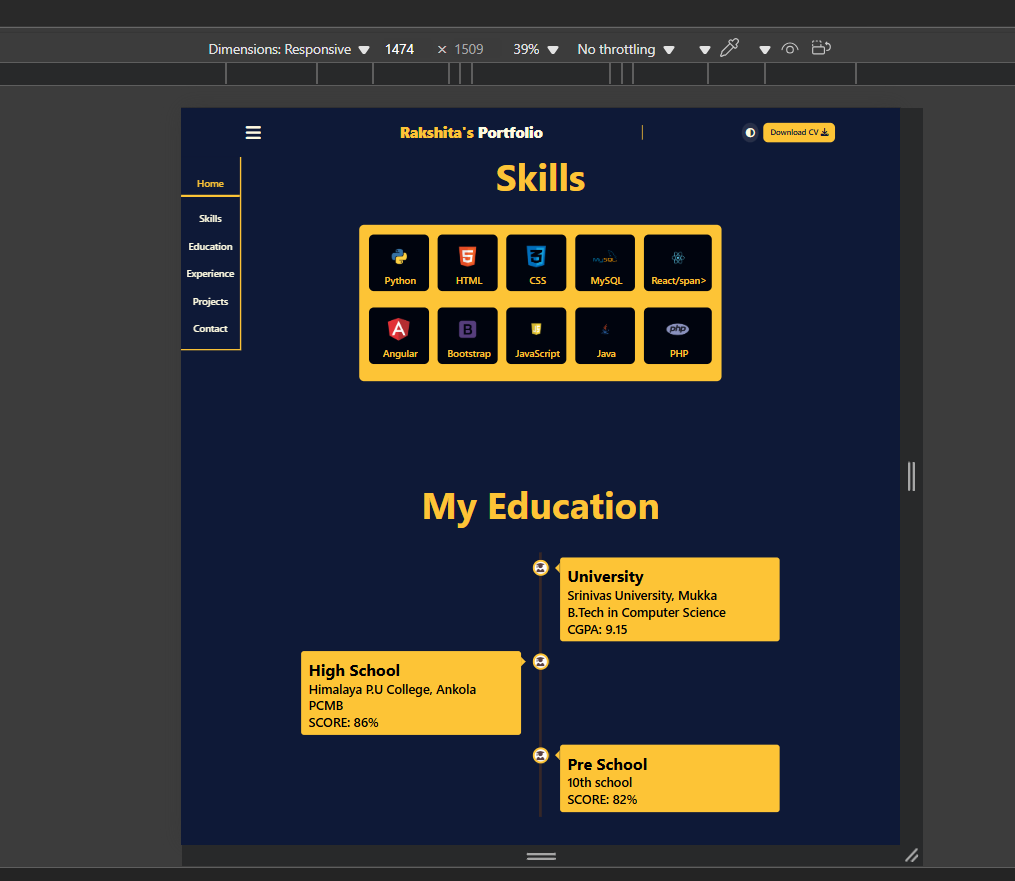 Dimensions: Responsive 1474 × 1509 39% No throttling
Rakshita's Portfolio Download CV
Home
Skills
Education
Experience
Projects
Contact
Skills
Python HTML CSS MySQL React/span>
Angular Bootstrap JavaScript Java PHP
My Education
University
Srinivas University, Mukka
B.Tech in Computer Science
CGPA: 9.15
High School
Himalaya P.U College, Ankola
PCMB
SCORE: 86%
Pre School
10th school
SCORE: 82%